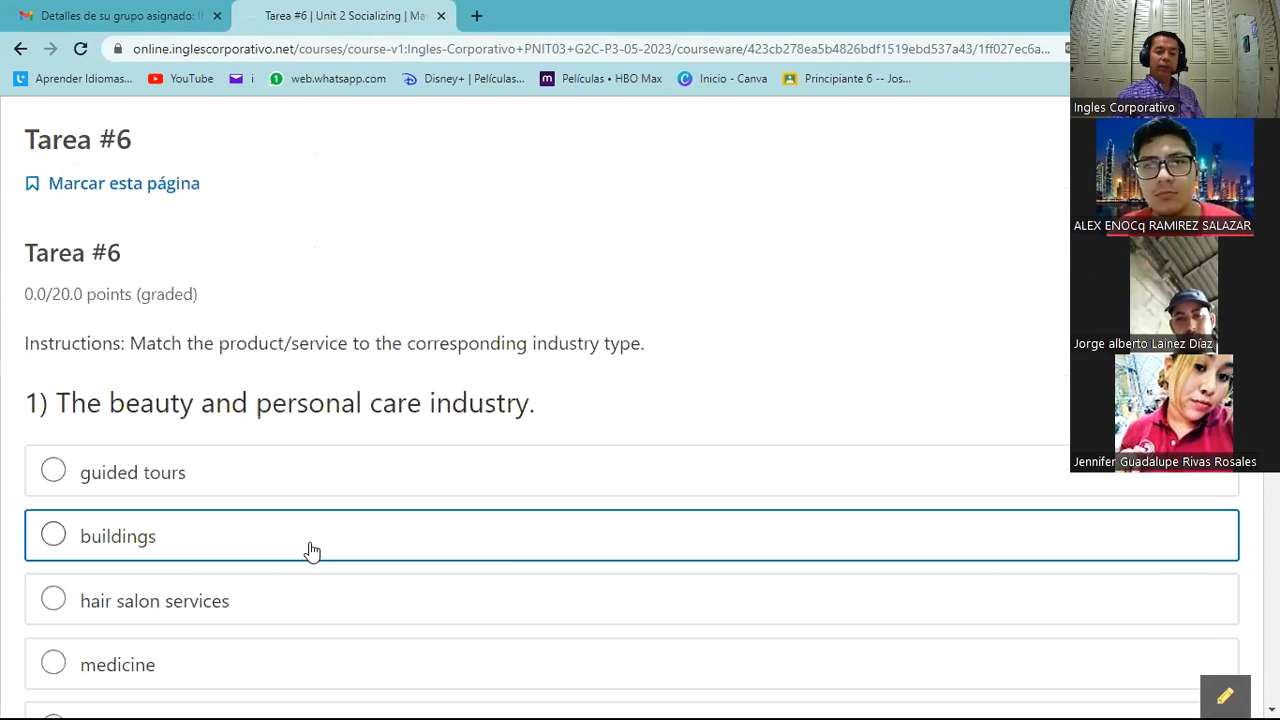 Detalles de su grupo asignado: I
Tarea #6 | Unit 2 Socializing | Ma
online.inglescorporativo.net/courses/course-v1:Ingles-Corporativo+PNIT03+G2C-P3-05-2023/courseware/423cb278ea5b4826bdf1519ebd537a43/1ff027ec6a...
Aprender Idiomas...
YouTube
i
web.whatsapp.com
Disney+ | Películas...
Películas • HBO Max
Inicio - Canva
Principiante 6 -- Jos...
Tarea #6
Marcar esta página
Tarea #6
0.0/20.0 points (graded)
Instructions: Match the product/service to the corresponding industry type.
1) The beauty and personal care industry.
guided tours
buildings
hair salon services
medicine
Ingles Corporativo
ALEX ENOCq RAMIREZ SALAZAR
Jorge alberto Lainez Díaz
Jennifer Guadalupe Rivas Rosales